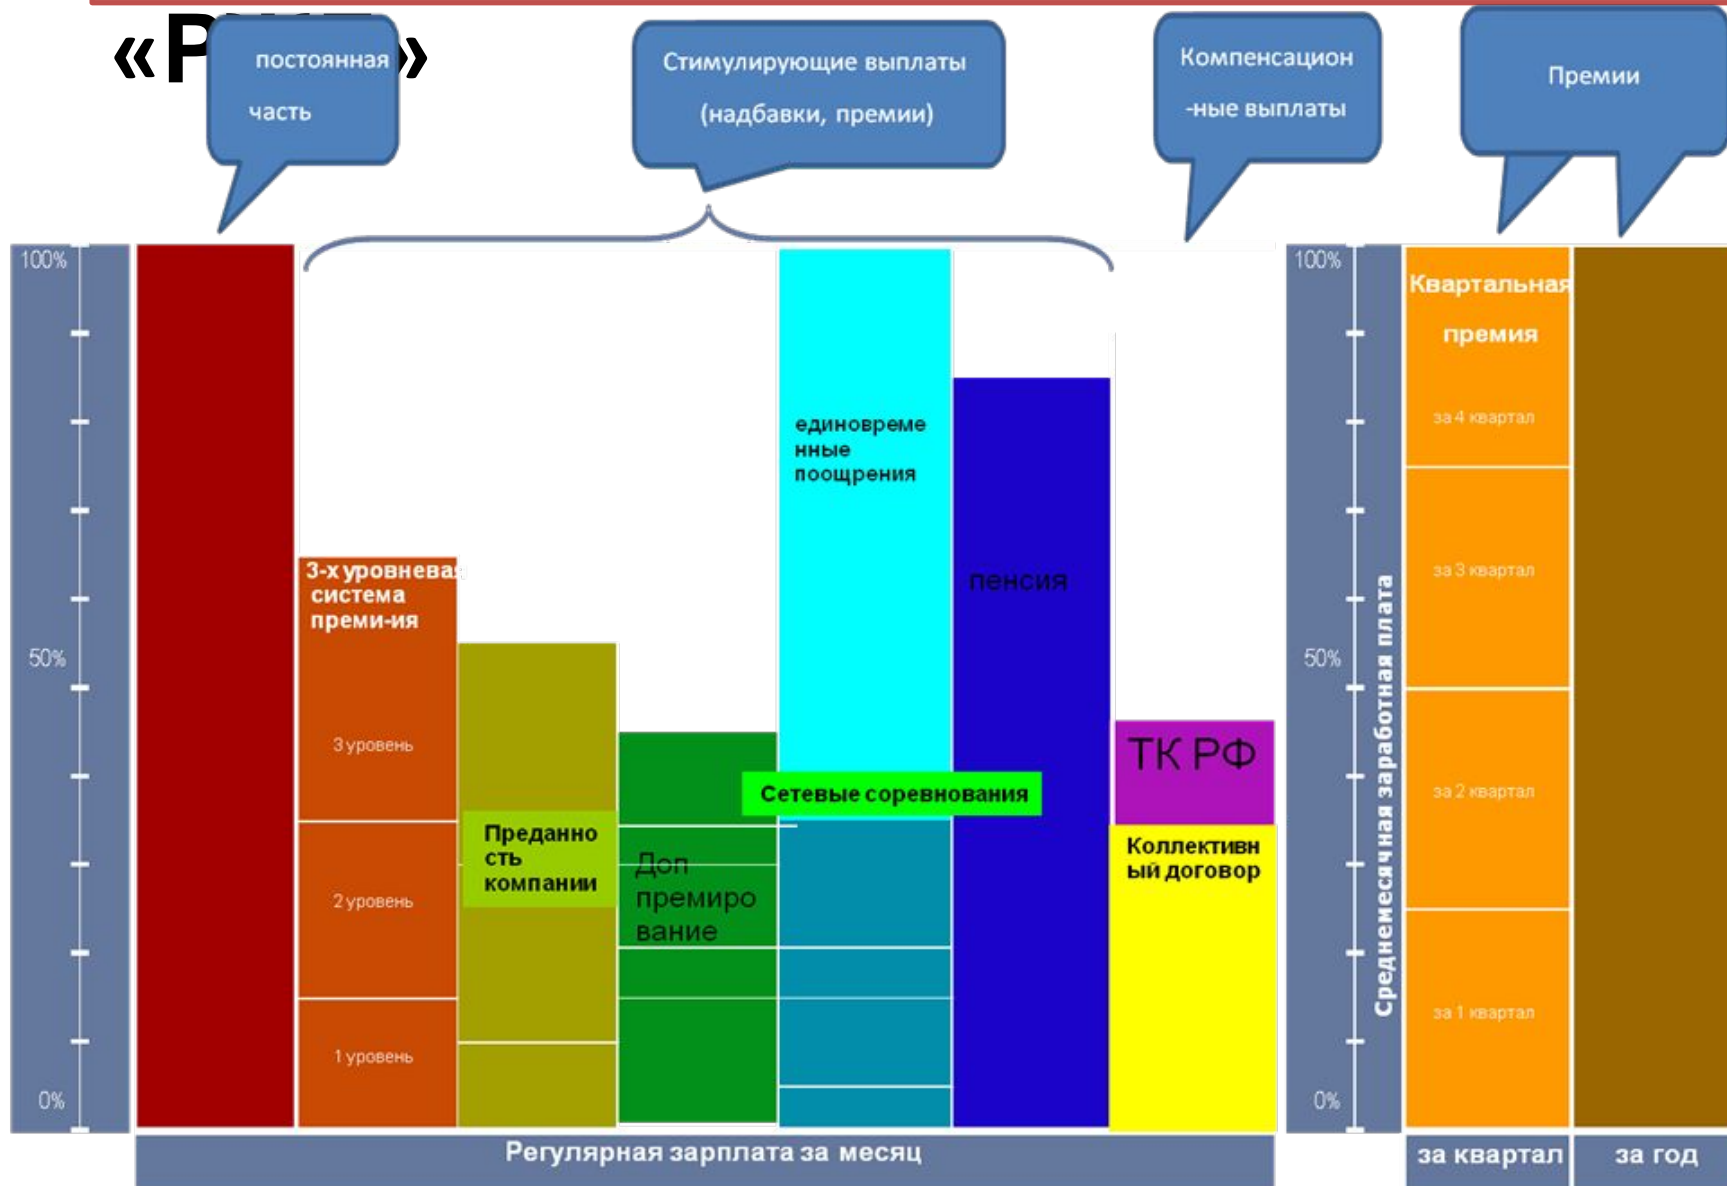 постоянная
часть
Стимулирующие выплаты
(надбавки, премии)
Компенсацион
-ные выплаты
Премии
100%
50%
0%
3-х уровневая
система
преми-ия
3 уровень
2 уровень
1 уровень
Преданно
сть
компании
Доп
премиро
вание
единовреме
нные
поощрения
Сетевые соревнования
пенсия
ТК РФ
Коллективн
ый договор
100%
50%
0%
Среднемесячная заработная плата
Квартальная
премия
за 4 квартал
за 3 квартал
за 2 квартал
за 1 квартал
Регулярная зарплата за месяц
за квартал
за год